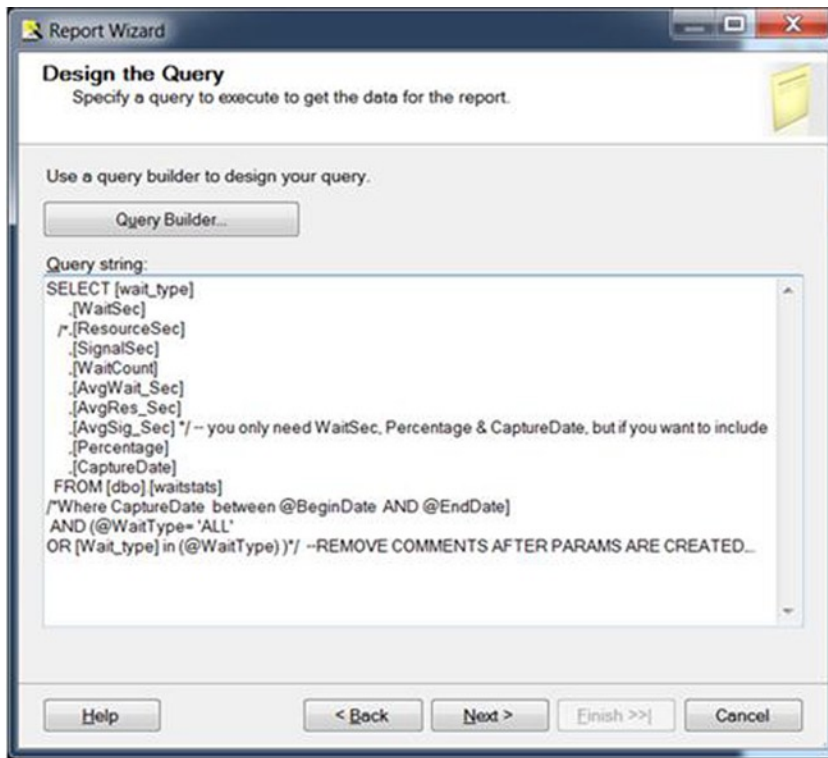 Report Wizard
Design the Query
Specify a query to execute to get the data for the report.
Use a query builder to design your query.
Query Builder...
Query string:
SELECT [wait_type]
,[WaitSec]
/*,[ResourceSec]
,[SignalSec]
,[WaitCount]
,[AvgWait_Sec]
,[AvgRes_Sec]
,[AvgSig_Sec] */ -- you only need WaitSec, Percentage & CaptureDate, but if you want to include
,[Percentage]
,[CaptureDate]
FROM [dbo].[waitstats]
/*Where CaptureDate between @BeginDate AND @EndDate]
AND (@WaitType= 'ALL'
OR [Wait_type] in (@WaitType) )*/ --REMOVE COMMENTS AFTER PARAMS ARE CREATED...
Help
< Back
Next >
Finish >>|
Cancel